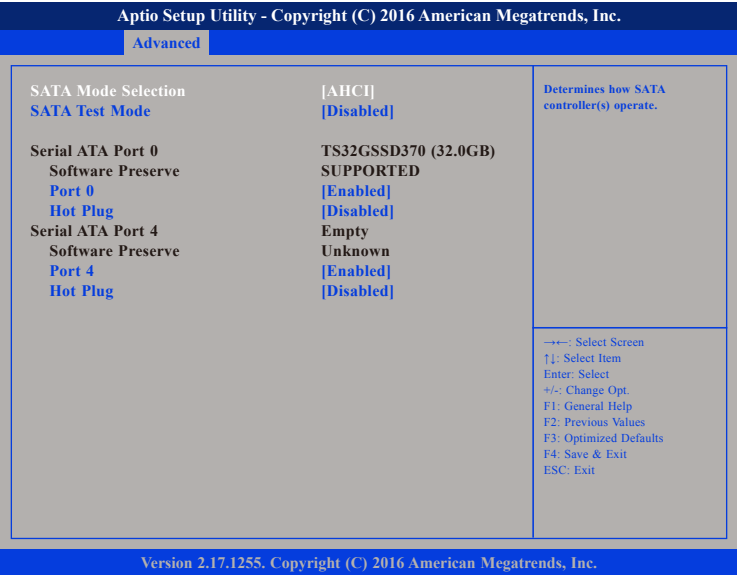 Aptio Setup Utility - Copyright (C) 2016 American Megatrends, Inc.
Advanced
SATA Mode Selection [AHCI]
SATA Test Mode [Disabled]
Serial ATA Port 0 TS32GSSD370 (32.0GB)
Software Preserve SUPPORTED
Port 0 [Enabled]
Hot Plug [Disabled]
Serial ATA Port 4 Empty
Software Preserve Unknown
Port 4 [Enabled]
Hot Plug [Disabled]
Determines how SATA
controller(s) operate.
→←: Select Screen
↑↓: Select Item
Enter: Select
+/-: Change Opt.
F1: General Help
F2: Previous Values
F3: Optimized Defaults
F4: Save & Exit
ESC: Exit
Version 2.17.1255. Copyright (C) 2016 American Megatrends, Inc.